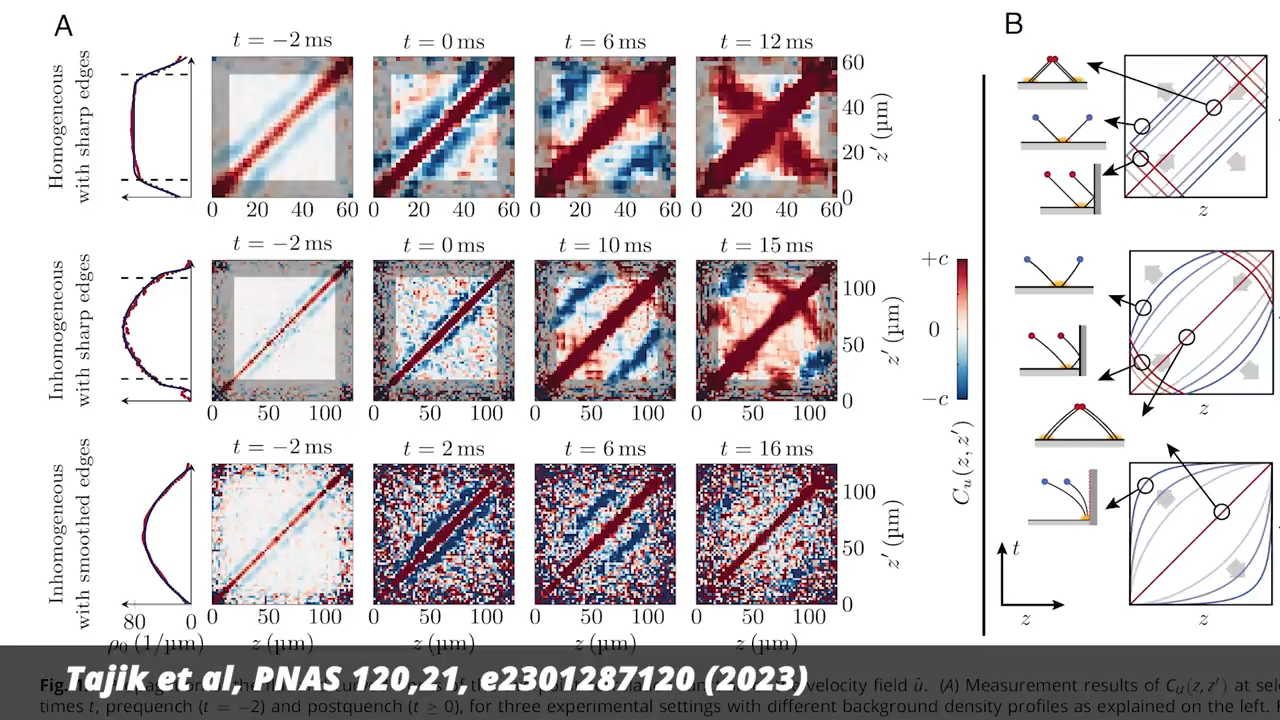 A
B
t = −2 ms
t = 0 ms
t = 6 ms
t = 12 ms
Homogeneous
with sharp edges
60
40
20
0
z′ (µm)
0 20 40 60
0 20 40 60
0 20 40 60
0 20 40 60
z
t = −2 ms
t = 0 ms
t = 10 ms
t = 15 ms
Inhomogeneous
with sharp edges
100
50
0
z′ (µm)
0 50 100
0 50 100
0 50 100
0 50 100
+c
0
−c
C_u(z, z′)
z
t = −2 ms
t = 2 ms
t = 6 ms
t = 16 ms
Inhomogeneous
with smoothed edges
100
50
0
z′ (µm)
80 0
ρ₀ (1/µm)
0 50 100
0 50 100
0 50 100
0 50 100
z (µm)
z (µm)
z (µm)
z (µm)
t
z
z
Tajik et al, PNAS 120,21, e2301287120 (2023)
Fig. velocity field û. (A) Measurement results of C_u(z, z′) at
times t, prequench (t = −2) and postquench (t ≥ 0), for three experimental settings with different background density profiles as explained on the left.